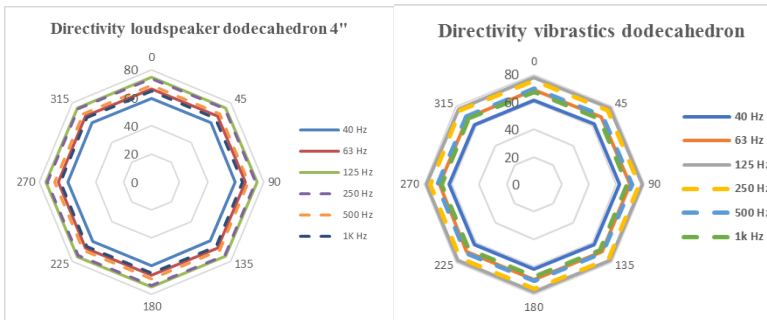 Directivity loudspeaker dodecahedron 4"
0
80
315
45
60
40
20
270
0
90
225
135
180
40 Hz
63 Hz
125 Hz
250 Hz
500 Hz
1K Hz
Directivity vibrastics dodecahedron
0
80
315
45
60
40
20
270
0
90
225
135
180
40 Hz
63 Hz
125 Hz
250 Hz
500 Hz
1k Hz